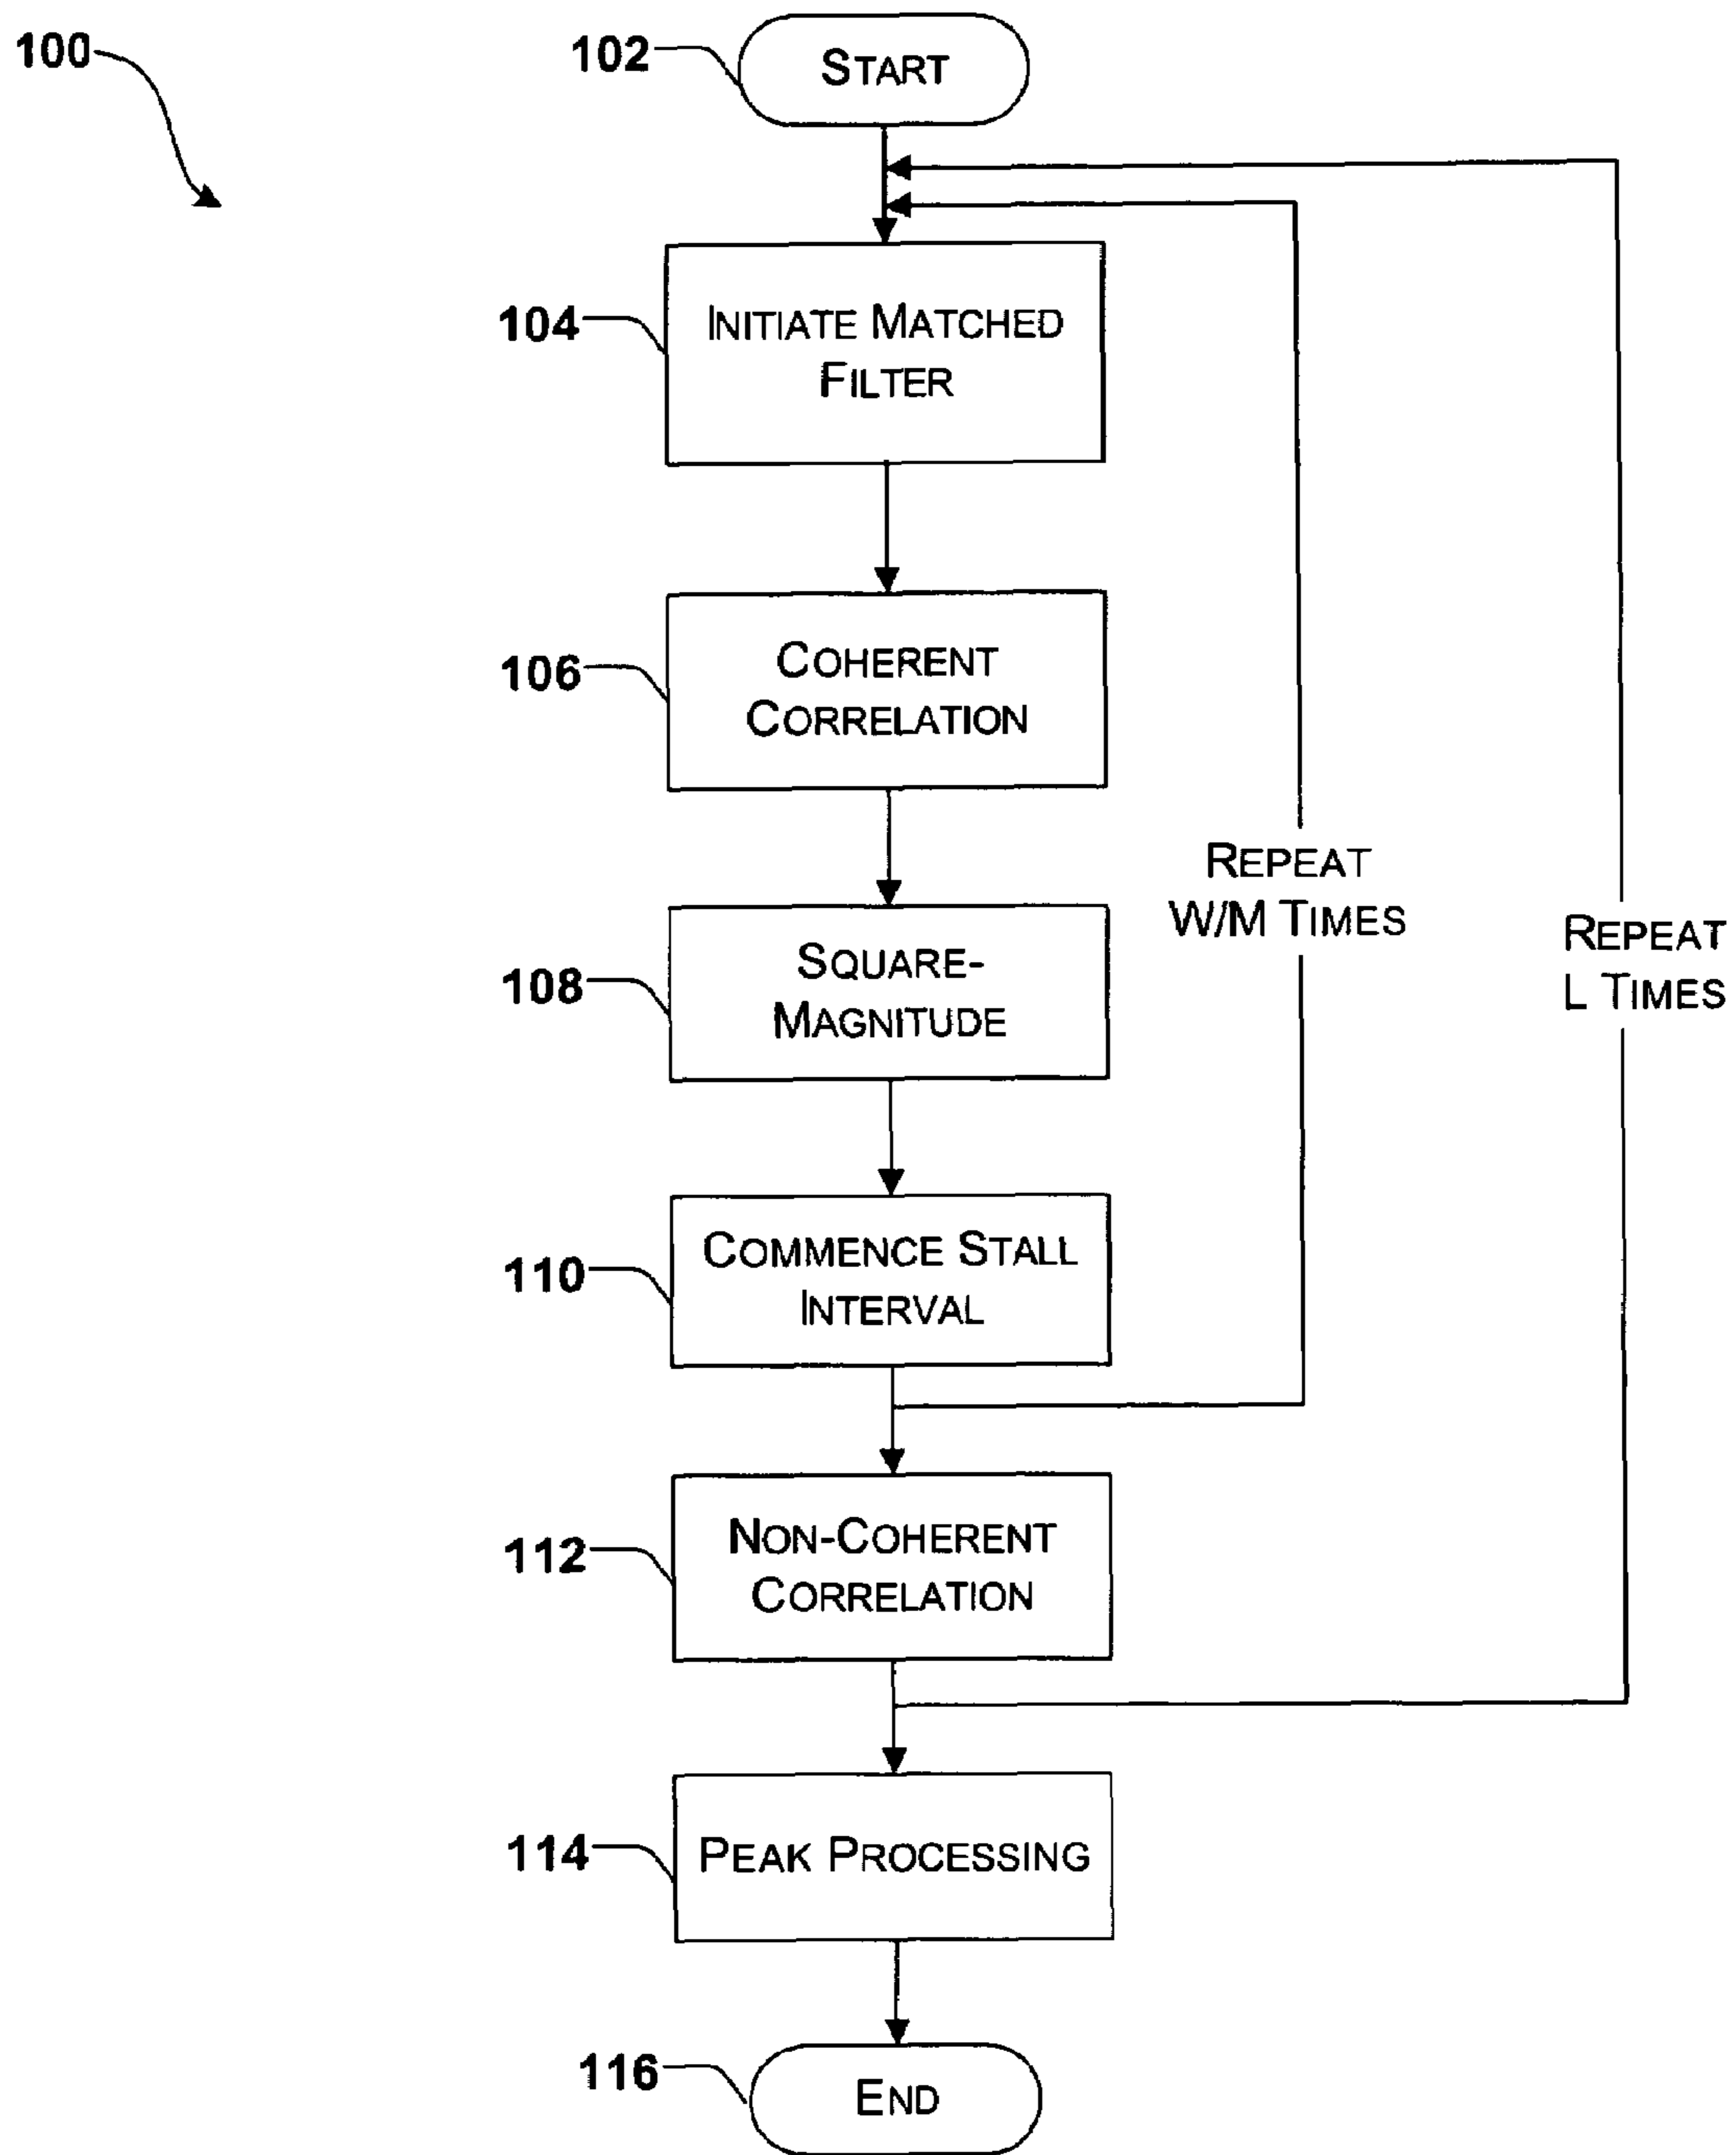 100
102
START
104
INITIATE MATCHED
FILTER
106
COHERENT
CORRELATION
108
SQUARE-
MAGNITUDE
REPEAT
W/M TIMES
REPEAT
L TIMES
110
COMMENCE STALL
INTERVAL
112
NON-COHERENT
CORRELATION
114
PEAK PROCESSING
116
END